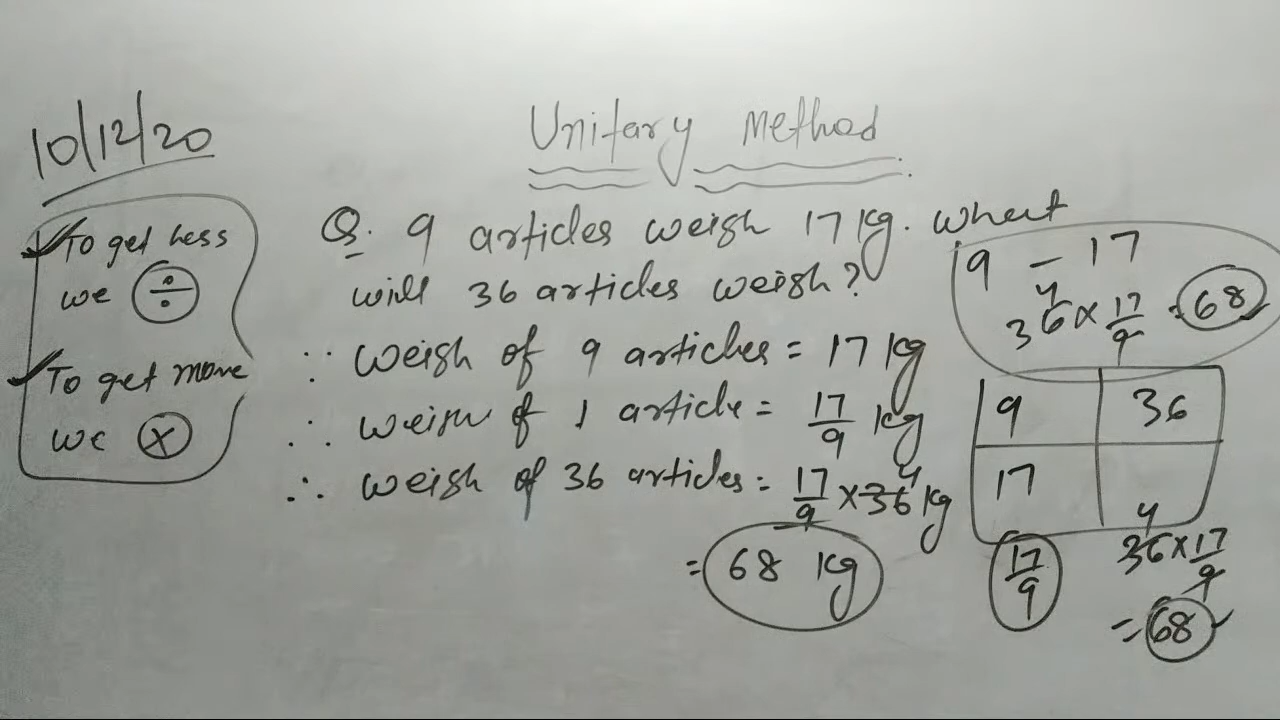 10/12/20
Unitary Method
✓To get Less
we ÷
✓To get more
we ×
Q. 9 articles weigh 17 kg. what
will 36 articles weigh?
∵ weigh of 9 articles = 17 kg
∴ weigh of 1 article = 17/9 kg
∴ weigh of 36 articles = 17/9 × 36 4 kg
= 68 kg
9 – 17
4
36 × 17/9 = 68
9 36
17
17/9
4
36 × 17/9
= 68